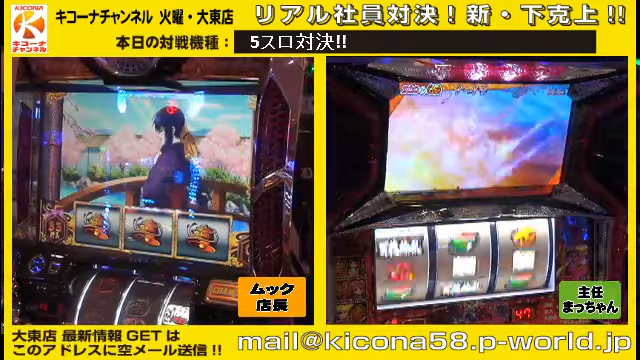 KICONA
キコーナ
チャンネル
キコーナチャンネル 火曜・大東店
リアル社員対決!新・下克上!!
本日の対戦機種:
5スロ対決!!
ムック
店長
主任
まっちゃん
47
大東店 最新情報GETは
このアドレスに空メール送信!!
mail@kicona58.p-world.jp